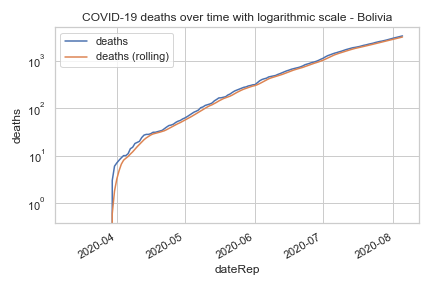 COVID-19 deaths over time with logarithmic scale - Bolivia
deaths
deaths (rolling)
10³
10²
10¹
10⁰
deaths
2020-04
2020-05
2020-06
2020-07
2020-08
dateRep